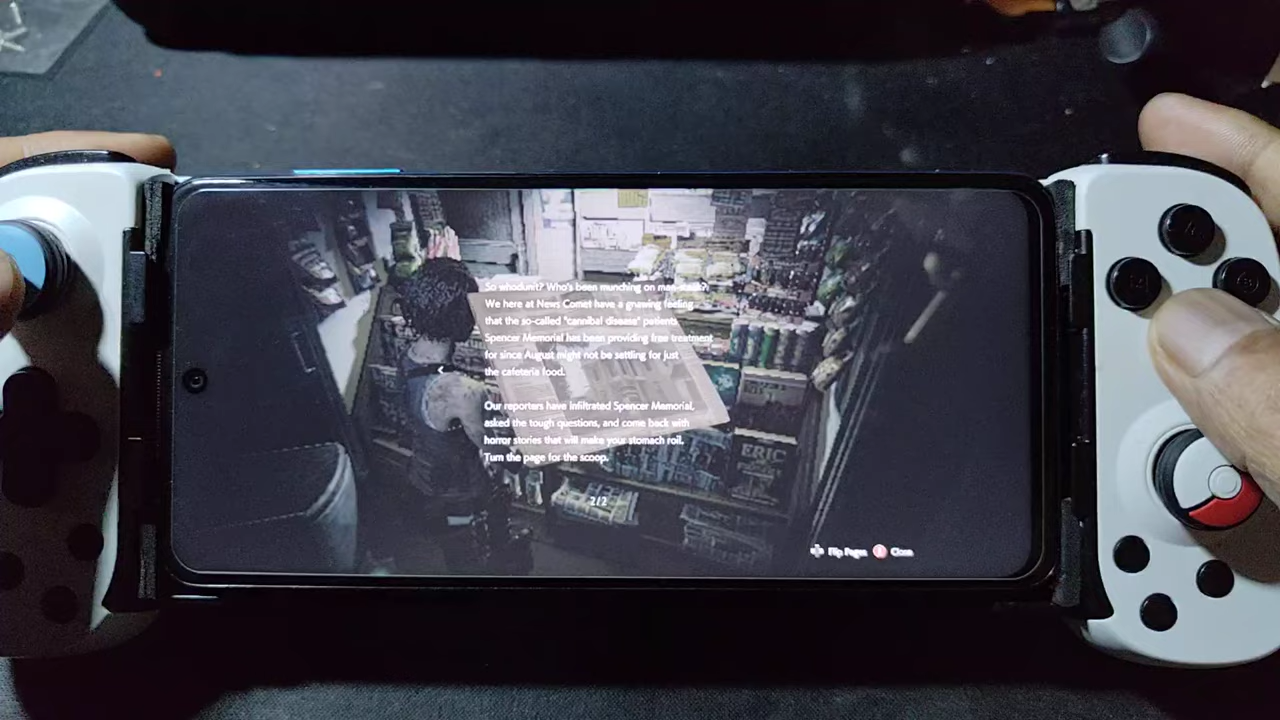 So whodunit? Who's been munching on man-steak?
We here at News Comet have a gnawing feeling
that the so-called "cannibal disease" patients
Spencer Memorial has been providing free treatment
for since August might not be settling for just
the cafeteria food.
Our reporters have infiltrated Spencer Memorial,
asked the tough questions, and come back with
horror stories that will make your stomach roil.
Turn the page for the scoop.
ERIC
2/2
Flip Pages Close